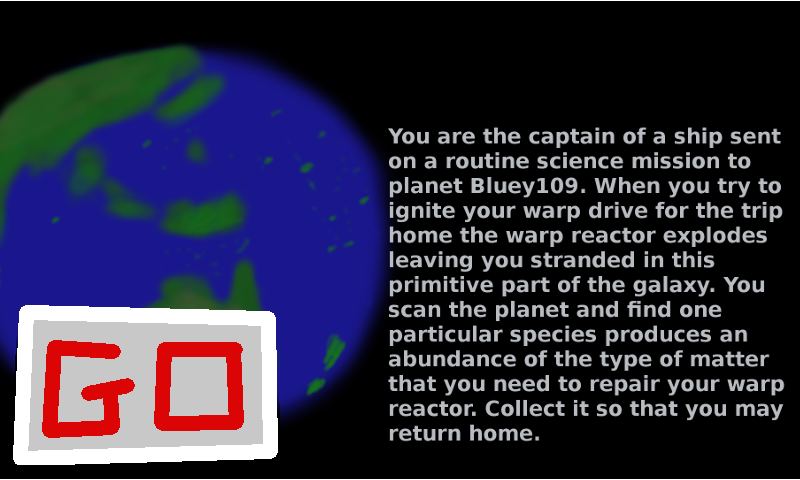 You are the captain of a ship sent
on a routine science mission to
planet Bluey109. When you try to
ignite your warp drive for the trip
home the warp reactor explodes
leaving you stranded in this
primitive part of the galaxy. You
scan the planet and find one
particular species produces an
abundance of the type of matter
that you need to repair your warp
reactor. Collect it so that you may
return home.
GO